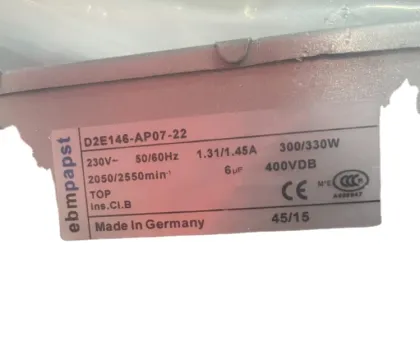 ebmpapst
D2E146-AP07-22
230V~ 50/60Hz 1.31/1.45A 300/330W
2050/2550min⁻¹ 6µF 400VDB
TOP
Ins.Cl.B
CE CCC
Made In Germany 45/15